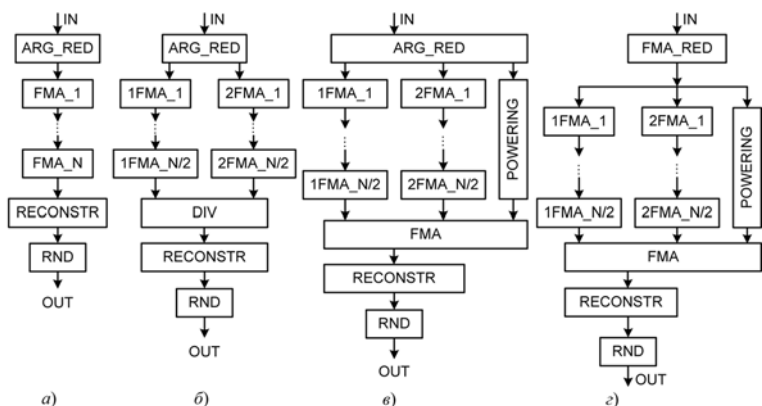 IN IN IN IN
ARG_RED ARG_RED ARG_RED FMA_RED
FMA_1 1FMA_1 2FMA_1 1FMA_1 2FMA_1 POWERING 1FMA_1 2FMA_1 POWERING
FMA_N 1FMA_N/2 2FMA_N/2 1FMA_N/2 2FMA_N/2 1FMA_N/2 2FMA_N/2
RECONSTR DIV FMA FMA
RND RECONSTR RECONSTR RECONSTR
OUT RND RND RND
OUT OUT OUT
а) б) в) г)